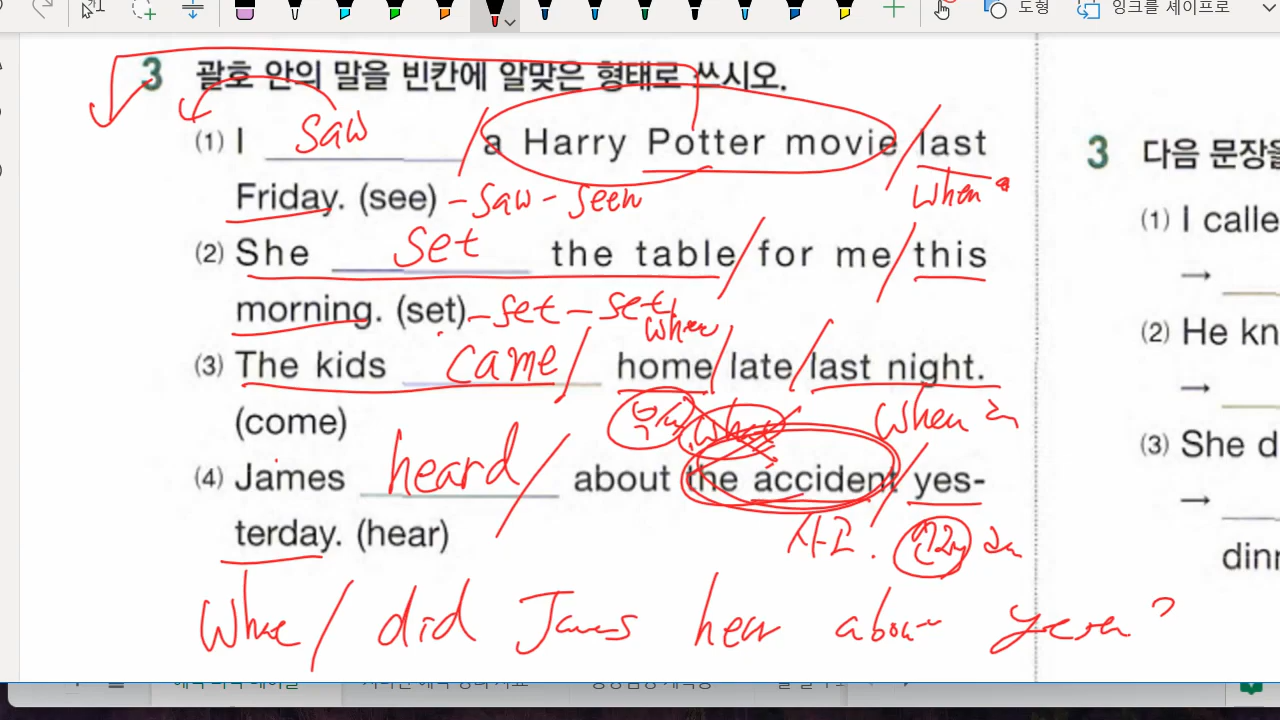 도형
잉크를 셰이프로
3 괄호 안의 말을 빈칸에 알맞은 형태로 쓰시오.
(1) I saw / a Harry Potter movie / last
when
Friday. (see) - saw - seen
(2) She set the table / for me / this
morning. (set) - set - set
(3) The kids came / home / late / last night.
(come) when
(4) James heard / about the accident / yes-
사고.
terday. (hear)
/ did James hear about
3 다음 문장을
(1) I calle
→
(2) He kn
→
(3) She d
→
dinn